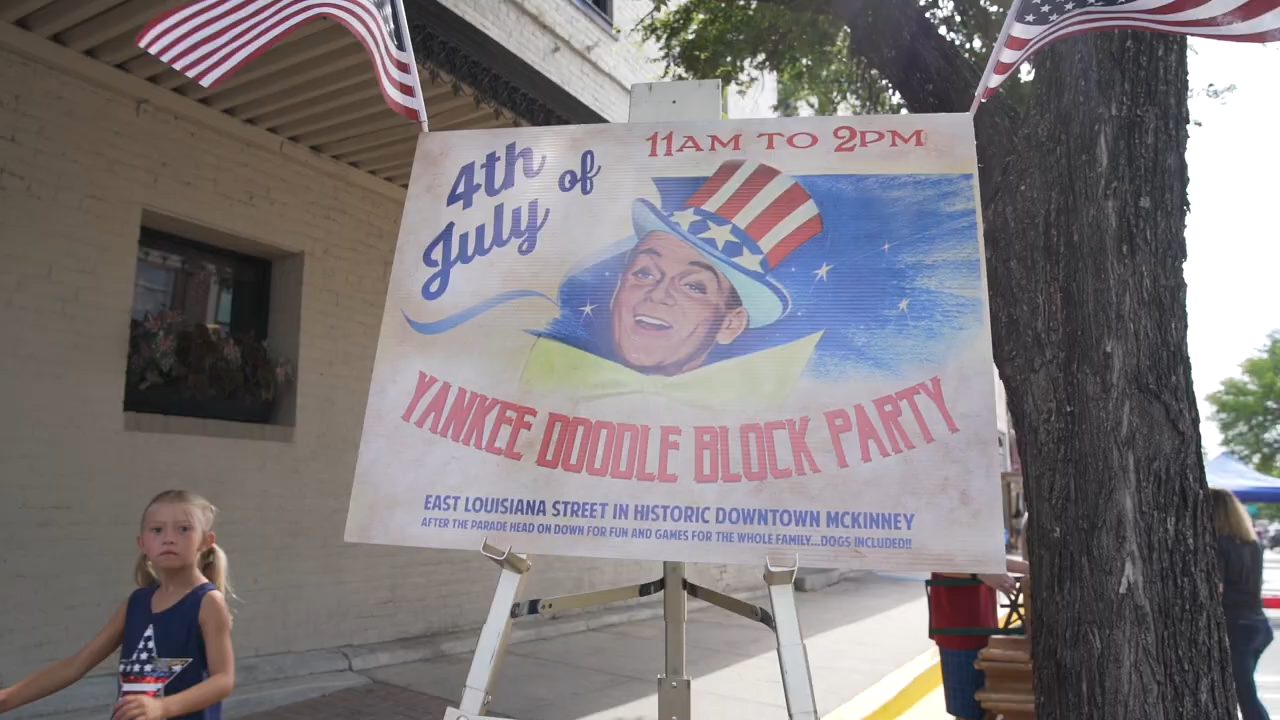 11AM TO 2PM
4th of
July
YANKEE DOODLE BLOCK PARTY
EAST LOUISIANA STREET IN HISTORIC DOWNTOWN MCKINNEY
AFTER THE PARADE HEAD ON DOWN FOR FUN AND GAMES FOR THE WHOLE FAMILY...DOGS INCLUDED!!